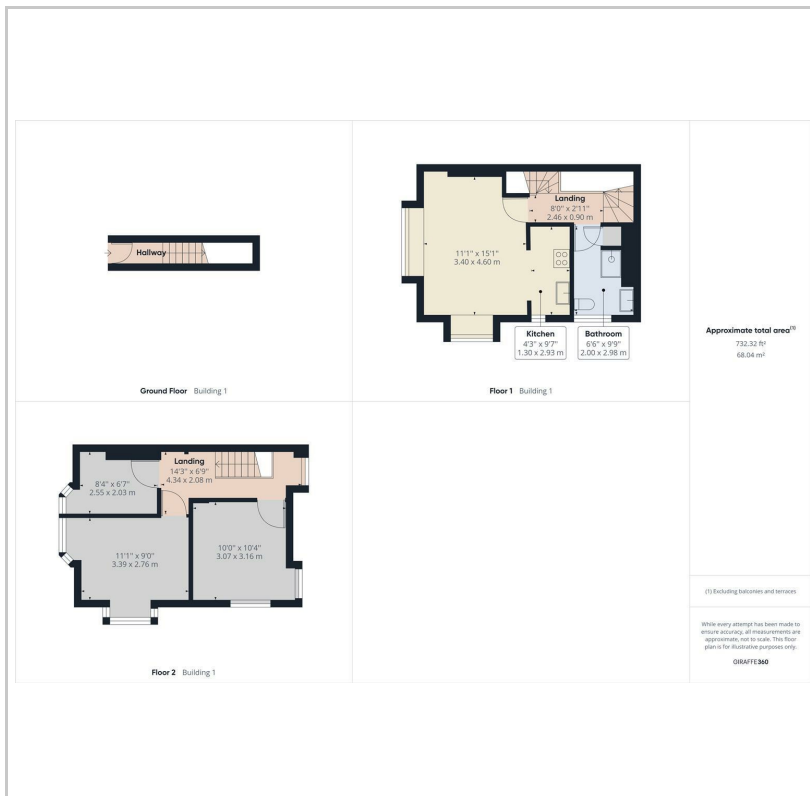 Hallway
Ground Floor Building 1
Landing
8'0" x 2'11"
2.46 x 0.90 m
11'1" x 15'1"
3.40 x 4.60 m
Kitchen
4'3" x 9'7"
1.30 x 2.93 m
Bathroom
6'6" x 9'9"
2.00 x 2.98 m
Floor 1 Building 1
Landing
14'3" x 6'9"
4.34 x 2.08 m
8'4" x 6'7"
2.55 x 2.03 m
11'1" x 9'0"
3.39 x 2.76 m
10'0" x 10'4"
3.07 x 3.16 m
Floor 2 Building 1
Approximate total area(1)
732.32 ft²
68.04 m²
(1) Excluding balconies and terraces
While every attempt has been made to
ensure accuracy, all measurements are
approximate, not to scale. This floor
plan is for illustrative purposes only.
GIRAFFE360